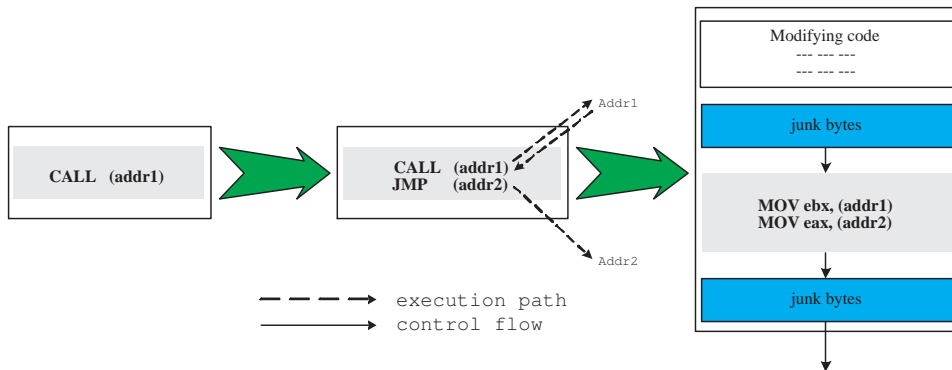 CALL (addr1)
CALL (addr1)
JMP (addr2)
Addr1
Addr2
execution path
control flow
Modifying code
--- --- ---
--- --- ---
junk bytes
MOV ebx, (addr1)
MOV eax, (addr2)
junk bytes